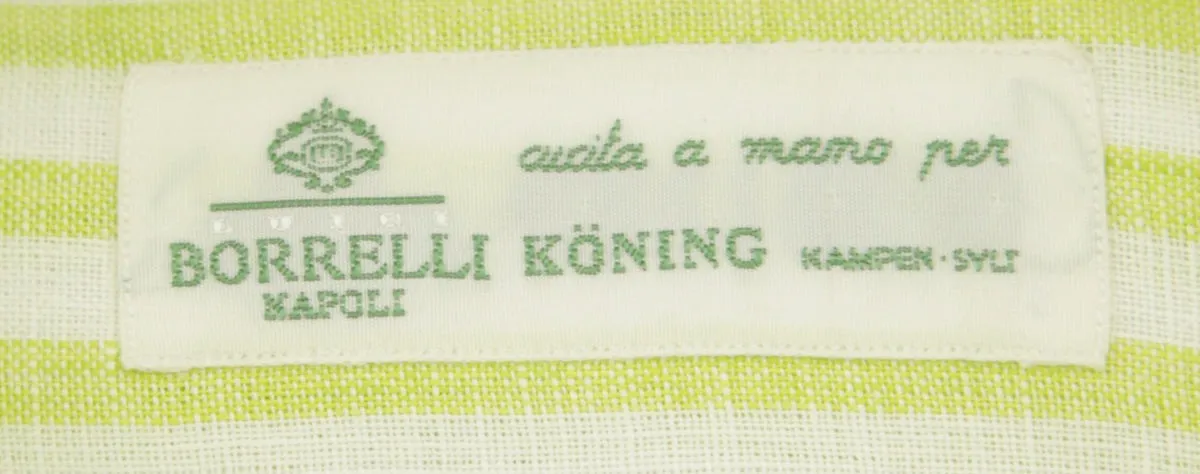 BORRELLI
NAPOLI
cucita a mano per
KÖNING KAMPEN·SYLT